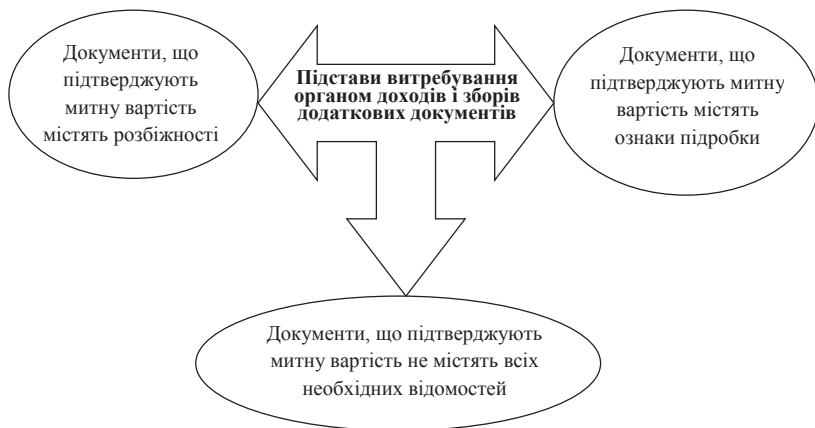 Документи, що
підтверджують
митну вартість
містять розбіжності
Підстави витребування
органом доходів і зборів
додаткових документів
Документи, що
підтверджують митну
вартість містять
ознаки підробки
Документи, що підтверджують
митну вартість не містять всіх
необхідних відомостей